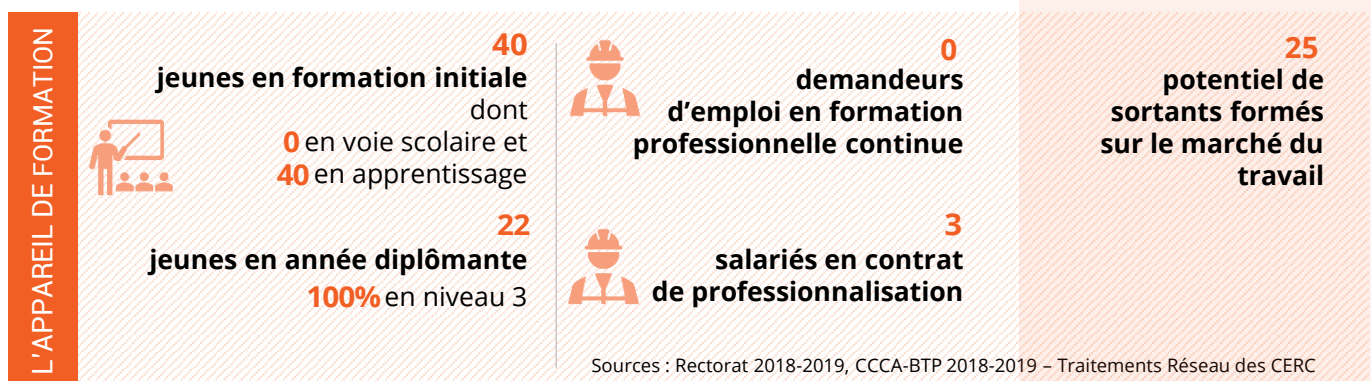 L'APPAREIL DE FORMATION
40
jeunes en formation initiale
dont
0 en voie scolaire et
40 en apprentissage
22
jeunes en année diplômante
100% en niveau 3
0
demandeurs
d'emploi en formation
professionnelle continue
3
salariés en contrat
de professionnalisation
25
potentiel de
sortants formés
sur le marché du
travail
Sources : Rectorat 2018-2019, CCCA-BTP 2018-2019 – Traitements Réseau des CERC